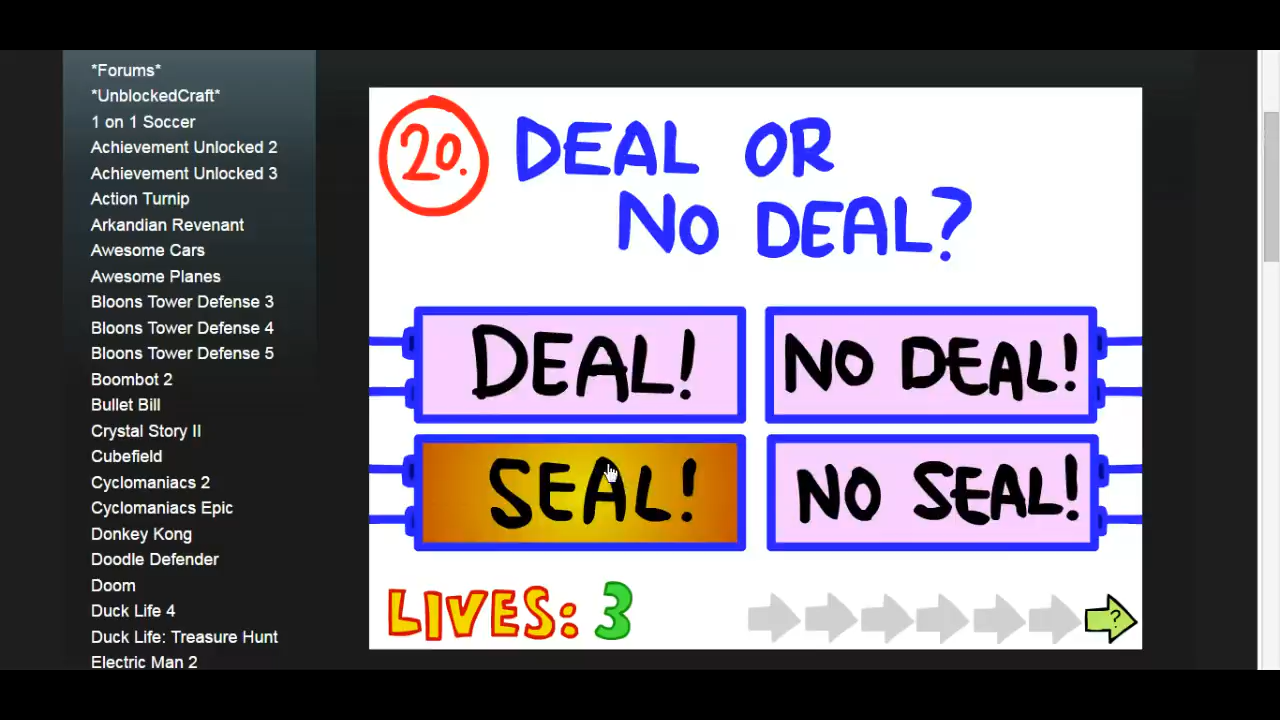 *Forums*
*UnblockedCraft*
1 on 1 Soccer
Achievement Unlocked 2
Achievement Unlocked 3
Action Turnip
Arkandian Revenant
Awesome Cars
Awesome Planes
Bloons Tower Defense 3
Bloons Tower Defense 4
Bloons Tower Defense 5
Boombot 2
Bullet Bill
Crystal Story II
Cubefield
Cyclomaniacs 2
Cyclomaniacs Epic
Donkey Kong
Doodle Defender
Doom
Duck Life 4
Duck Life: Treasure Hunt
Electric Man 2
20. DEAL OR
NO DEAL?
DEAL!
NO DEAL!
SEAL!
NO SEAL!
LIVES: 3
?